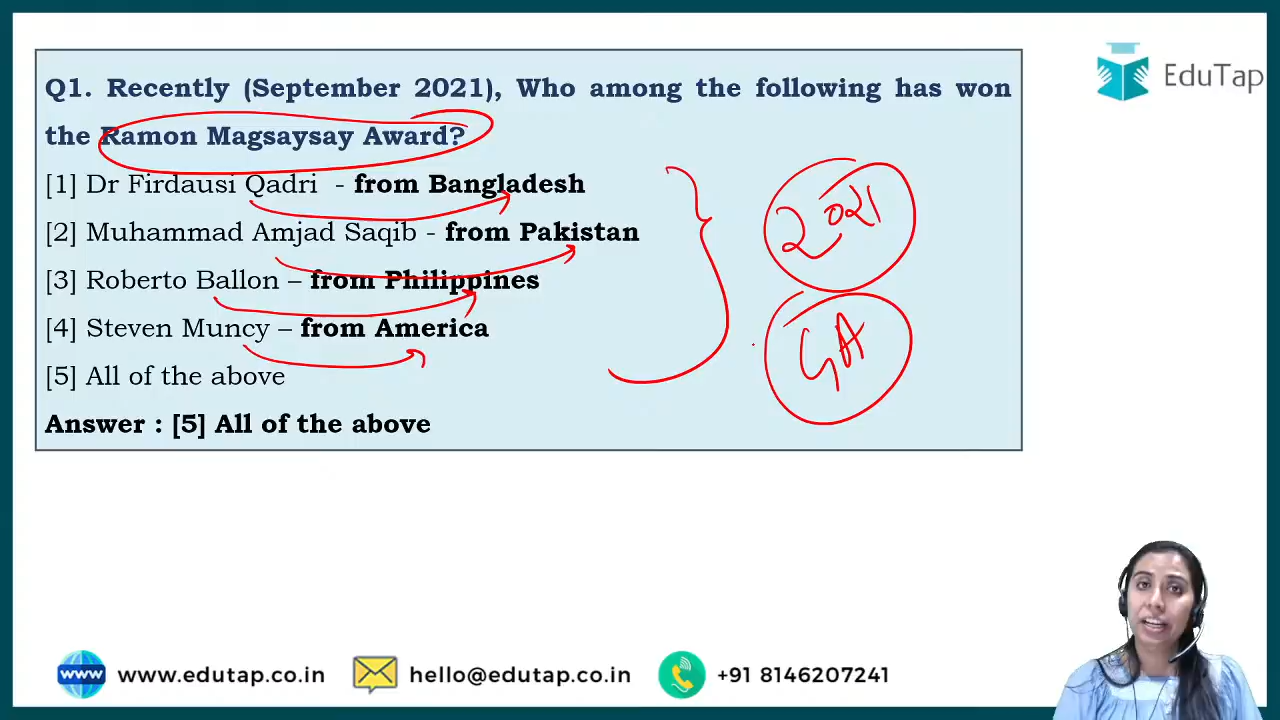 EduTap
Q1. Recently (September 2021), Who among the following has won
the Ramon Magsaysay Award?
[1] Dr Firdausi Qadri - from Bangladesh
[2] Muhammad Amjad Saqib - from Pakistan
[3] Roberto Ballon – from Philippines
[4] Steven Muncy – from America
[5] All of the above
Answer : [5] All of the above
2021
GA
www www.edutap.co.in hello@edutap.co.in +91 8146207241